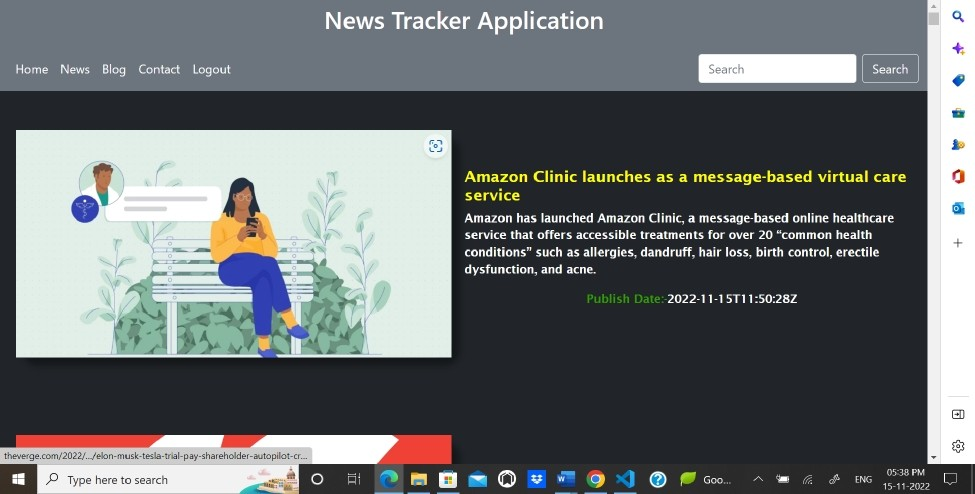 News Tracker Application
Home News Blog Contact Logout
Search Search
Amazon Clinic launches as a message-based virtual care
service
Amazon has launched Amazon Clinic, a message-based online healthcare
service that offers accessible treatments for over 20 “common health
conditions” such as allergies, dandruff, hair loss, birth control, erectile
dysfunction, and acne.
Publish Date:-2022-11-15T11:50:28Z
theverge.com/2022/.../elon-musk-tesla-trial-pay-shareholder-autopilot-cr...
Type here to search
Goo...
ENG
05:38 PM
15-11-2022